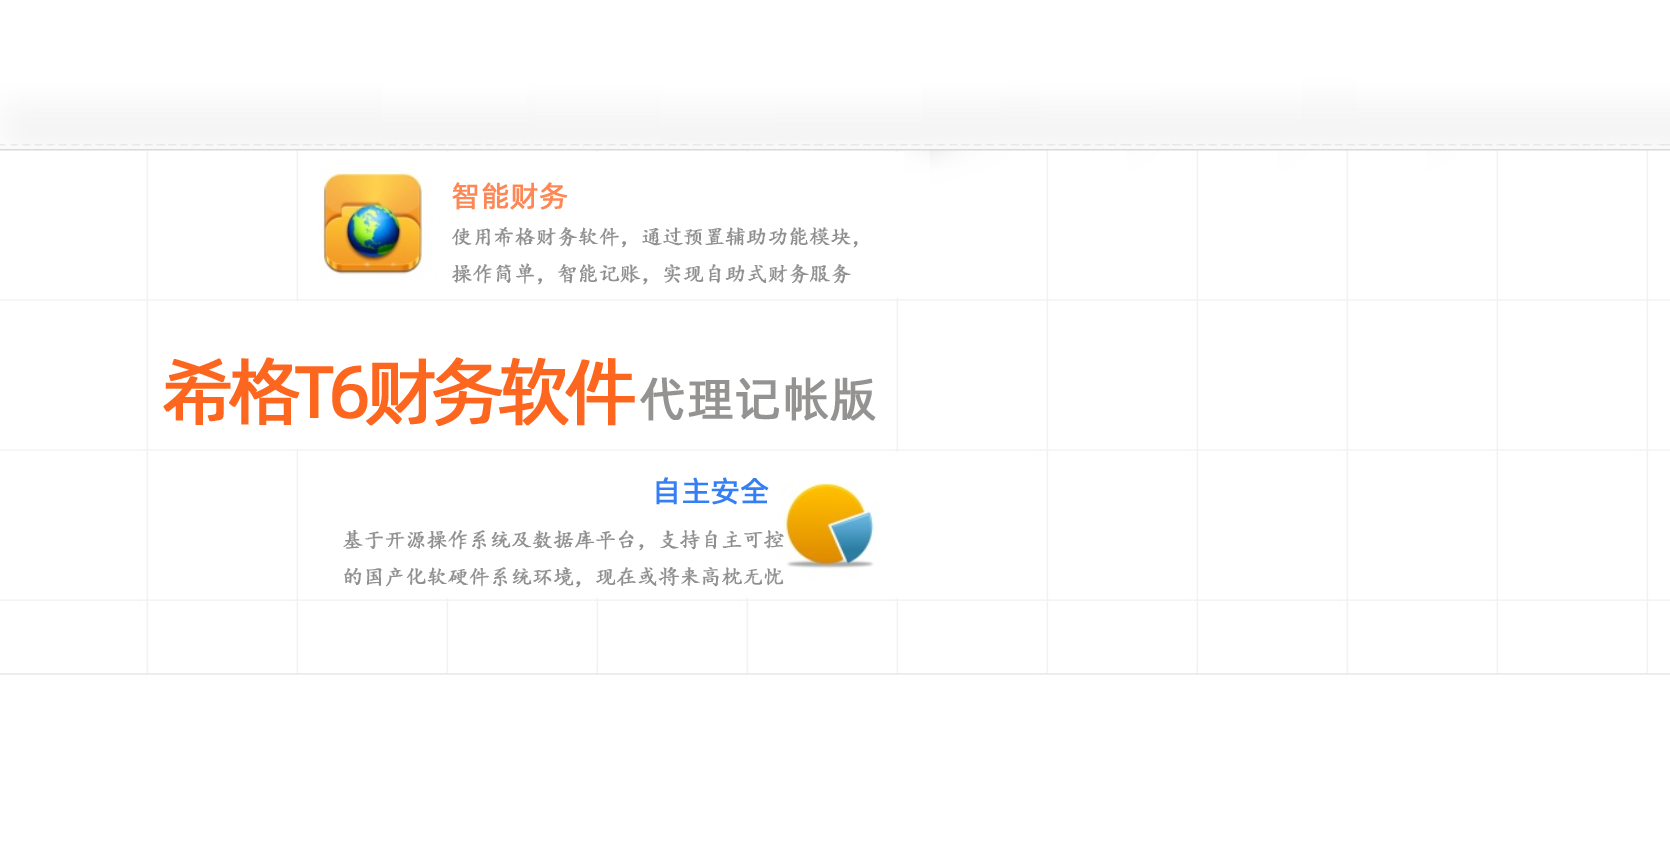 智能财务
使用希格财务软件，通过预置辅助功能模块，
操作简单，智能记账，实现自助式财务服务
希格T6财务软件代理记帐版
自主安全
基于开源操作系统及数据库平台，支持自主可控
的国产化软硬件系统环境，现在或将来高枕无忧